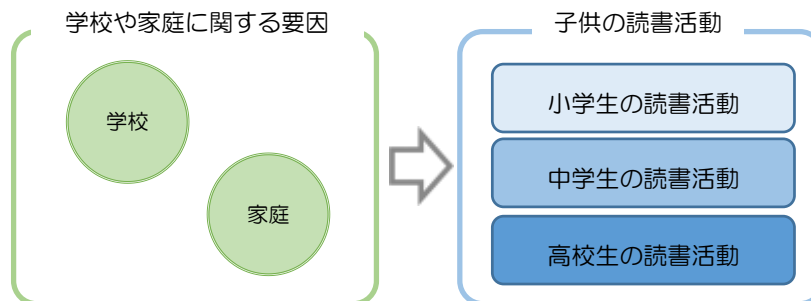 学校や家庭に関する要因
学校
家庭
子供の読書活動
小学生の読書活動
中学生の読書活動
高校生の読書活動